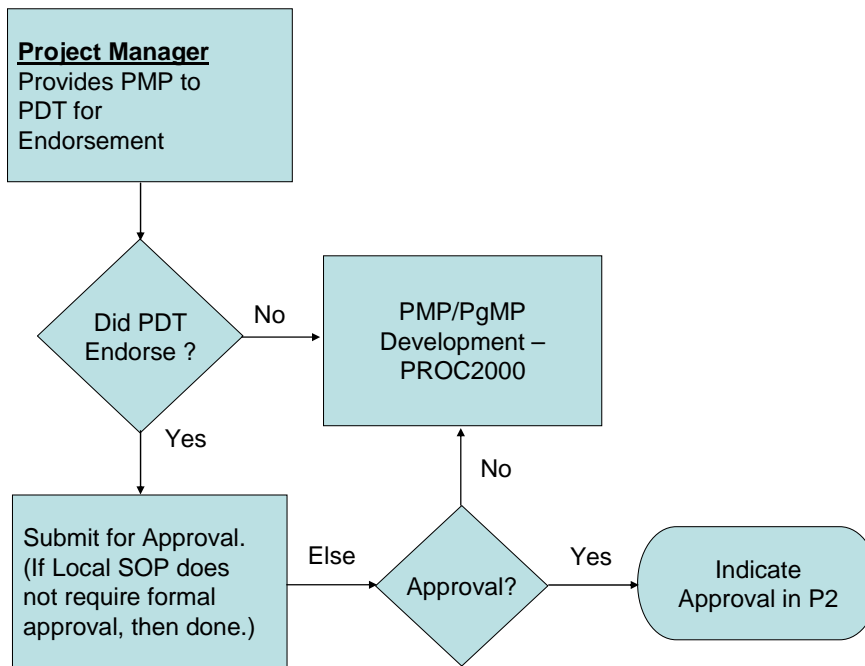 Project Manager
Provides PMP to
PDT for
Endorsement
Did PDT
Endorse ?
No
PMP/PgMP
Development –
PROC2000
Yes
No
Submit for Approval.
(If Local SOP does
not require formal
approval, then done.)
Else
Approval?
Yes
Indicate
Approval in P2